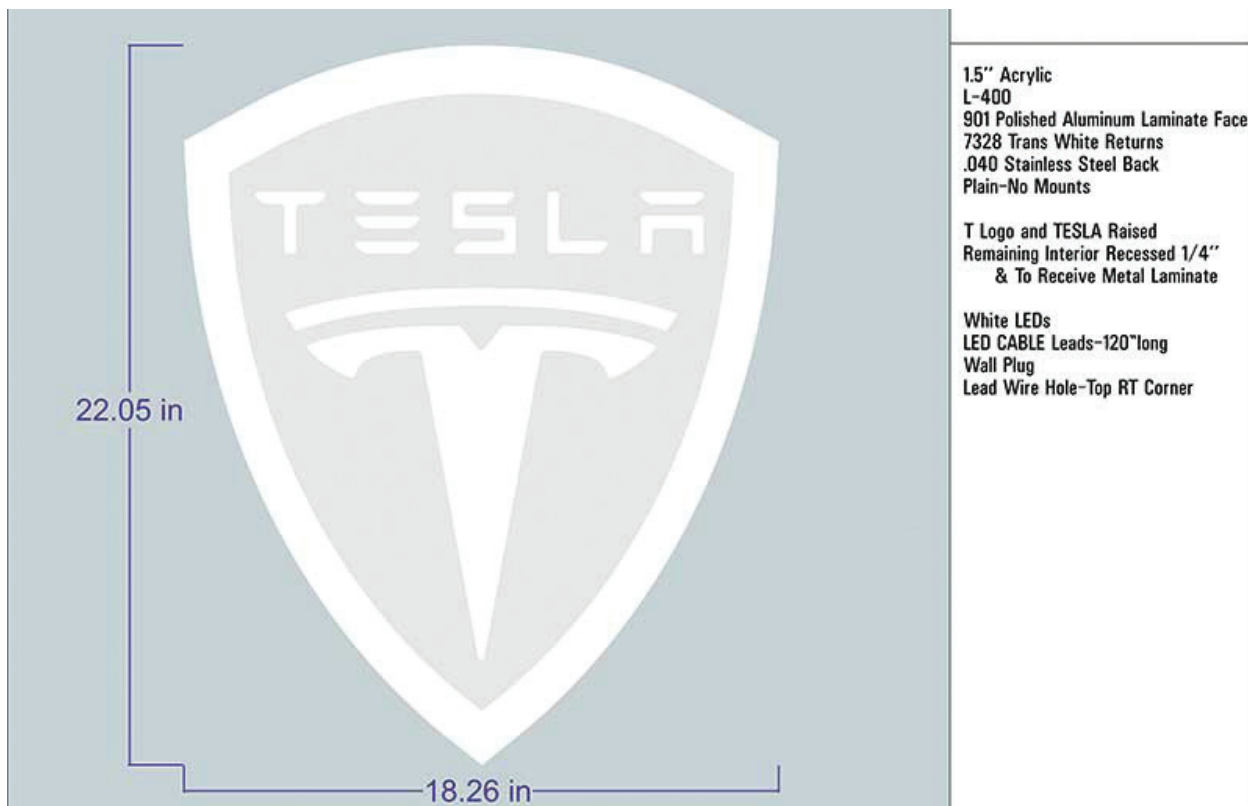 TESLA
22.05 in
18.26 in
1.5" Acrylic
L-400
901 Polished Aluminum Laminate Face
7328 Trans White Returns
.040 Stainless Steel Back
Plain-No Mounts
T Logo and TESLA Raised
Remaining Interior Recessed 1/4"
& To Receive Metal Laminate
White LEDs
LED CABLE Leads-120"long
Wall Plug
Lead Wire Hole-Top RT Corner